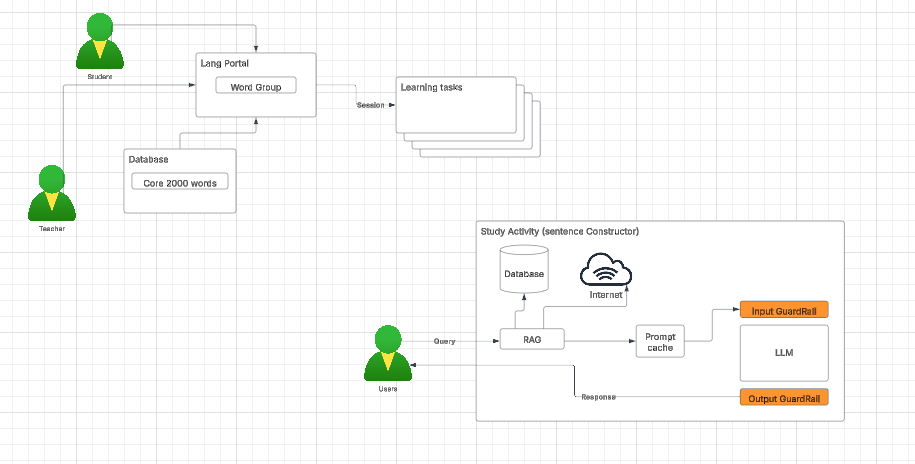 Student
Lang Portal
Word Group
Session
Learning tasks
Database
Core 2000 words
Teacher
Study Activity (sentence Constructor)
Database
Internet
Input GuardRail
Query
RAG
Prompt
cache
LLM
Users
Response
Output GuardRail